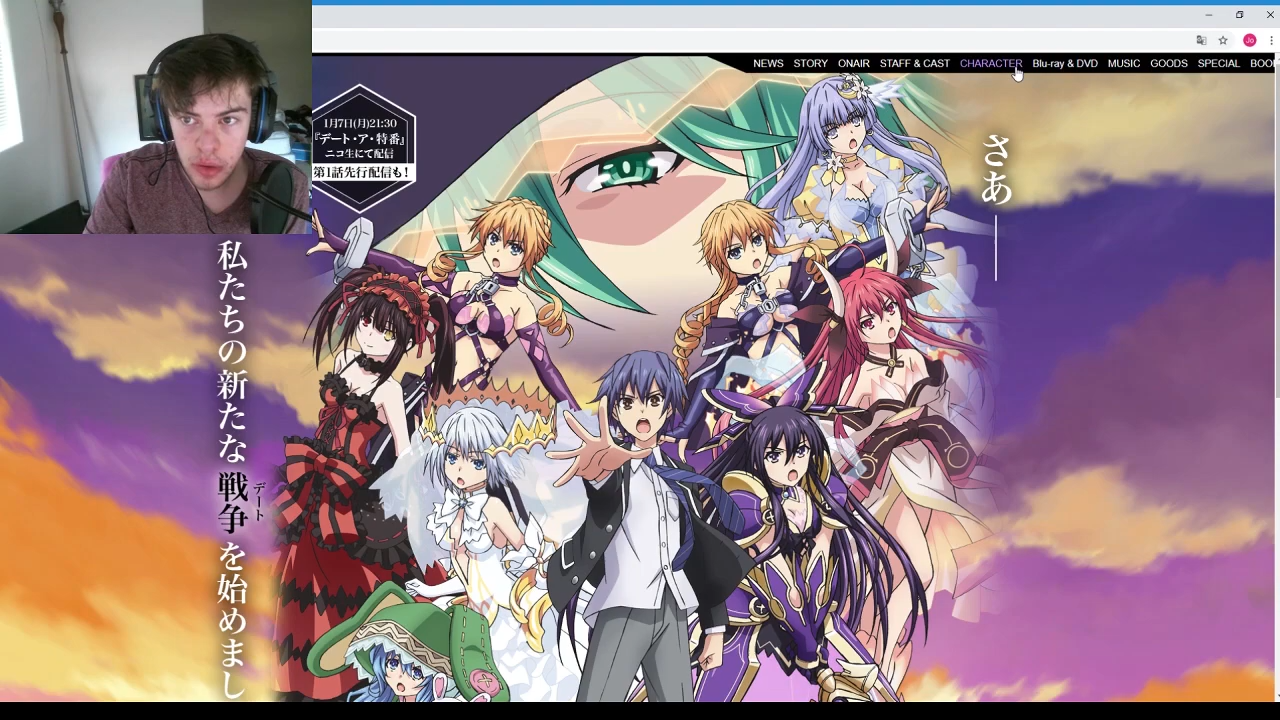 Jo
NEWS STORY ONAIR STAFF & CAST CHARACTER Blu-ray & DVD MUSIC GOODS SPECIAL BOO
1月7日(月)21:30
『デート・ア・特番』
ニコ生にて配信
第1話先行配信も!
さあ――
私たちの新たな戦争を始めまし
デート